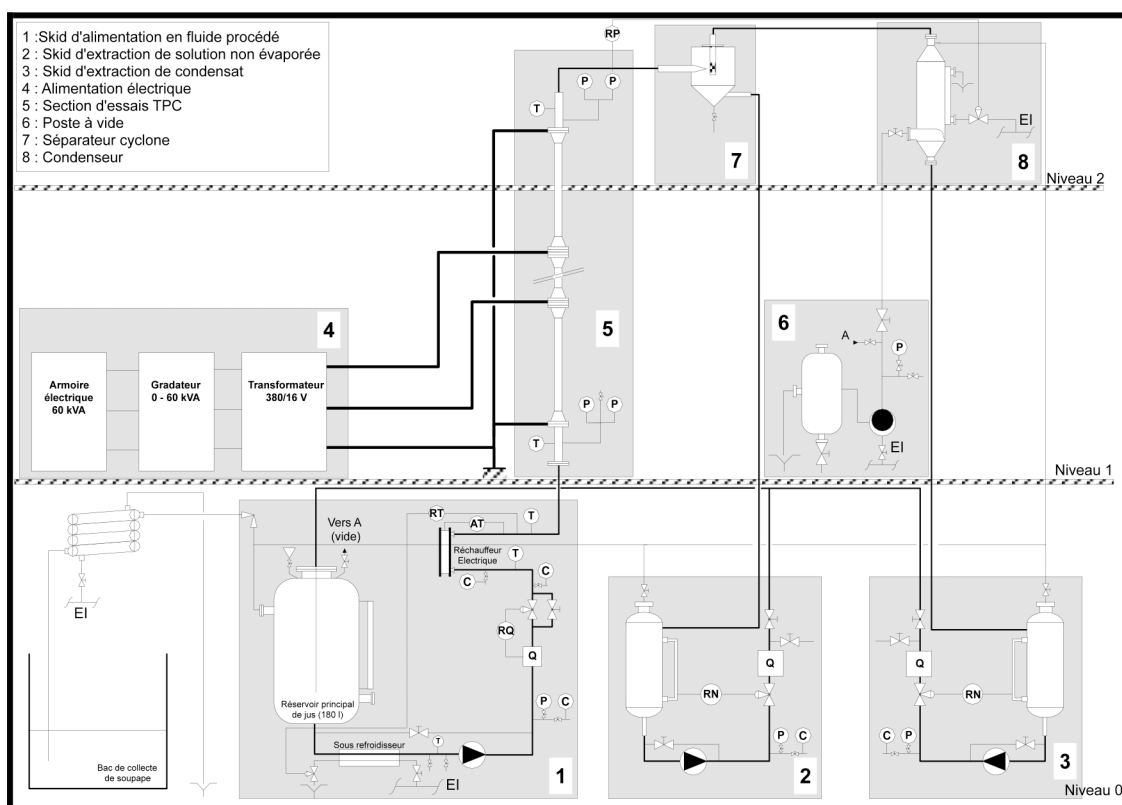 1 :Skid d'alimentation en fluide procédé
2 : Skid d'extraction de solution non évaporée
3 : Skid d'extraction de condensat
4 : Alimentation électrique
5 : Section d'essais TPC
6 : Poste à vide
7 : Séparateur cyclone
8 : Condenseur
RP
P
P
T
7
EI
8
Niveau 2
4
Armoire
électrique
60 kVA
Gradateur
0 - 60 kVA
Transformateur
380/16 V
5
P
P
T
6
A
P
EI
Niveau 1
EI
Bac de collecte
de soupape
Vers A
(vide)
RT
AT
T
Réchauffeur
Electrique
T
C
C
RQ
Q
P
C
Réservoir principal
de jus (180 l)
Sous refroidisseur
T
EI
1
Q
RN
P
C
2
Q
RN
C
P
3
Niveau 0